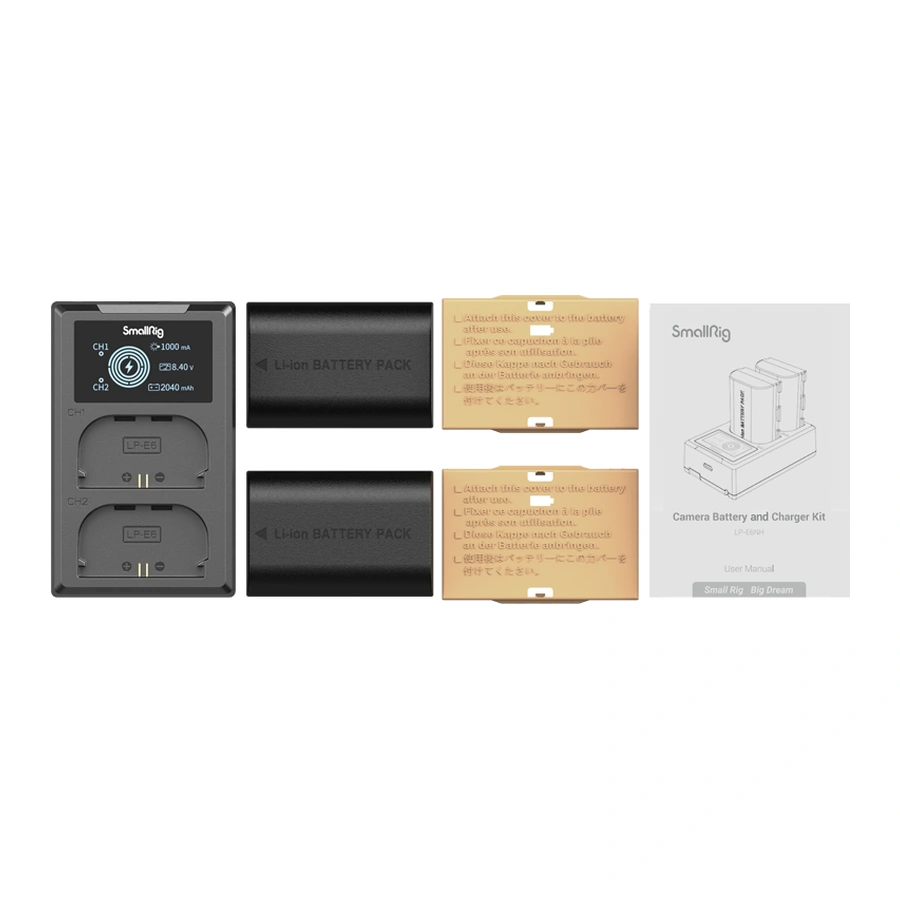 SmallRig
CH1
1000 mA
8.40 V
CH2
2040 mAh
CH1
LP-E6
CH2
LP-E6
Li-ion BATTERY PACK
Li-ion BATTERY PACK
Attach this cover to the battery
after use.
Fixer ce capuchon à la pile
après son utilisation.
Diese Kappe nach Gebrauch
an der Batterie anbringen.
使用後はバッテリーにこのカバーを
付けてください。
Attach this cover to the battery
after use.
Fixer ce capuchon à la pile
après son utilisation.
Diese Kappe nach Gebrauch
an der Batterie anbringen.
使用後はバッテリーにこのカバーを
付けてください。
SmallRig
Li-ion BATTERY PACK
Camera Battery and Charger Kit
LP-E6NH
User Manual
Small Rig Big Dream